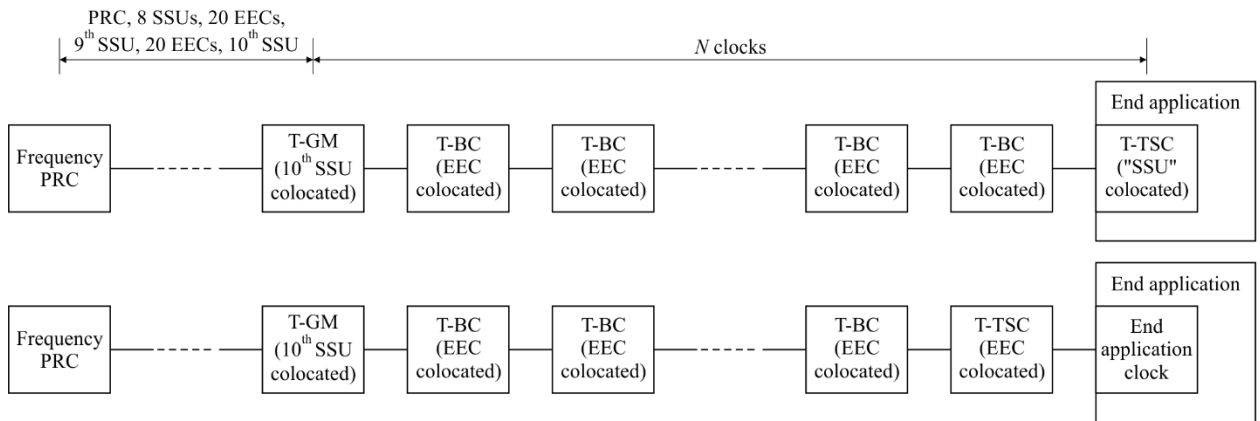 PRC, 8 SSUs, 20 EECs,
9th SSU, 20 EECs, 10th SSU
N clocks
Frequency
PRC
T-GM
(10th SSU
colocated)
T-BC
(EEC
colocated)
T-BC
(EEC
colocated)
T-BC
(EEC
colocated)
T-BC
(EEC
colocated)
End application
T-TSC
("SSU"
colocated)
Frequency
PRC
T-GM
(10th SSU
colocated)
T-BC
(EEC
colocated)
T-BC
(EEC
colocated)
T-BC
(EEC
colocated)
T-TSC
(EEC
colocated)
End application
End
application
clock